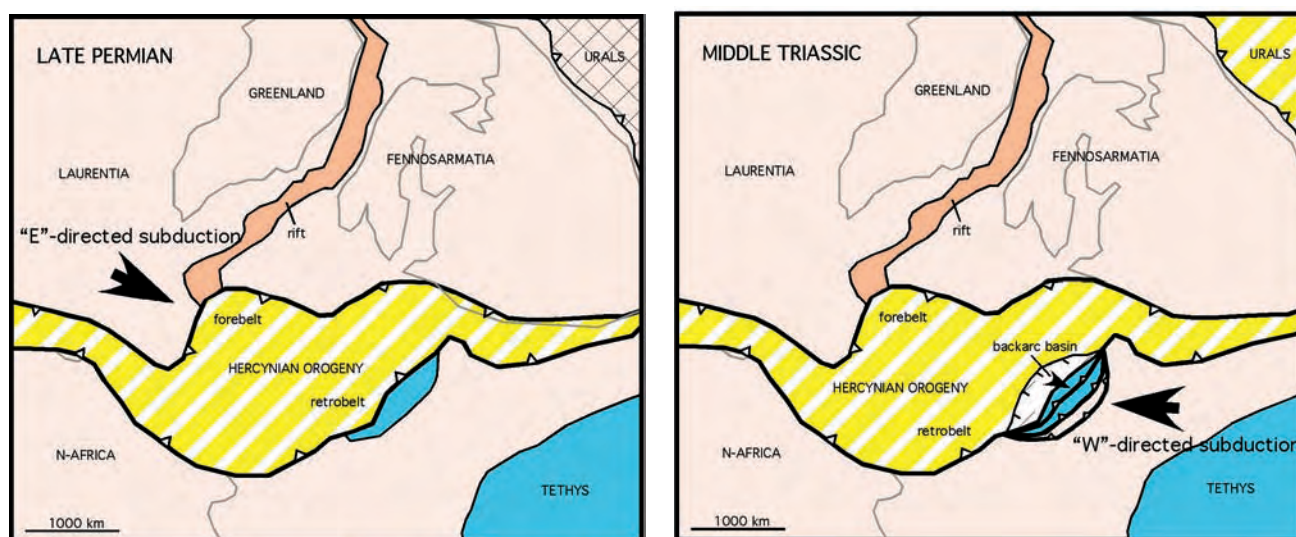 LATE PERMIAN
URALS
GREENLAND
FENNOSARMATIA
LAURENTIA
rift
"E"-directed subduction
forebelt
HERCYNIAN OROGENY
retrobelt
N-AFRICA
TETHYS
1000 km
MIDDLE TRIASSIC
URALS
GREENLAND
FENNOSARMATIA
LAURENTIA
rift
forebelt
backarc basin
HERCYNIAN OROGENY
retrobelt
"W"-directed subduction
N-AFRICA
TETHYS
1000 km